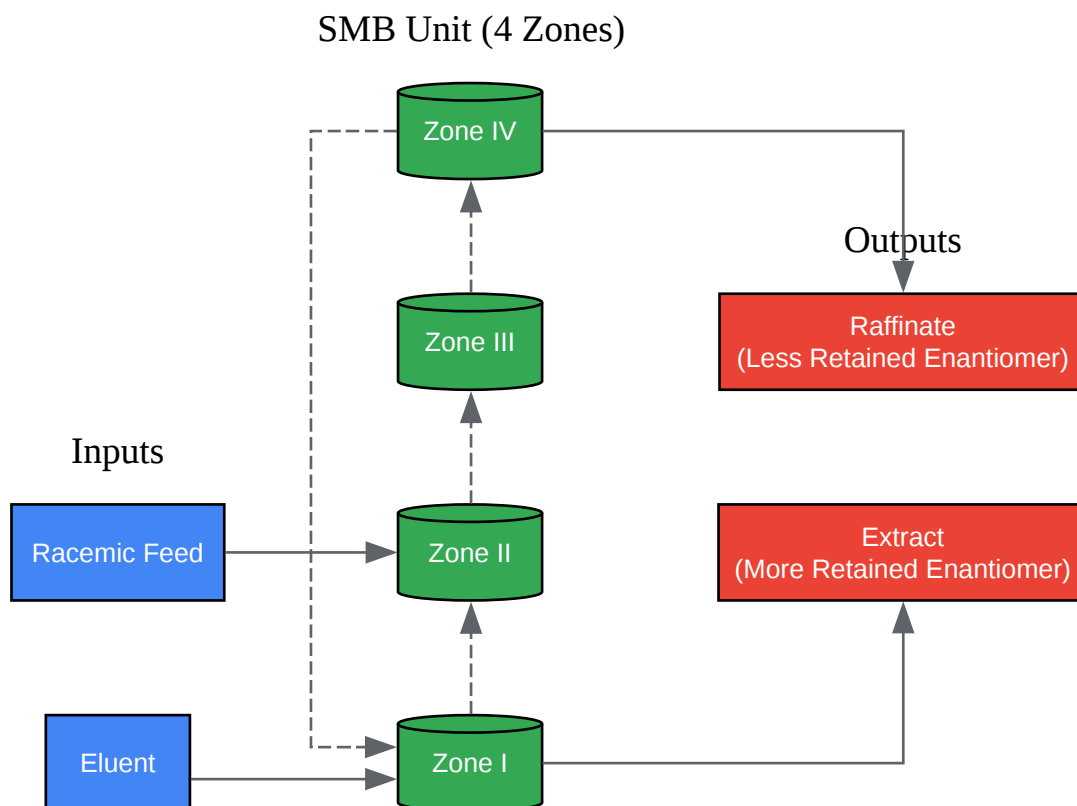 SMB Unit (4 Zones)
Zone IV
Outputs
Zone III
Raffinate
(Less Retained Enantiomer)
Inputs
Racemic Feed
Zone II
Extract
(More Retained Enantiomer)
Eluent
Zone I